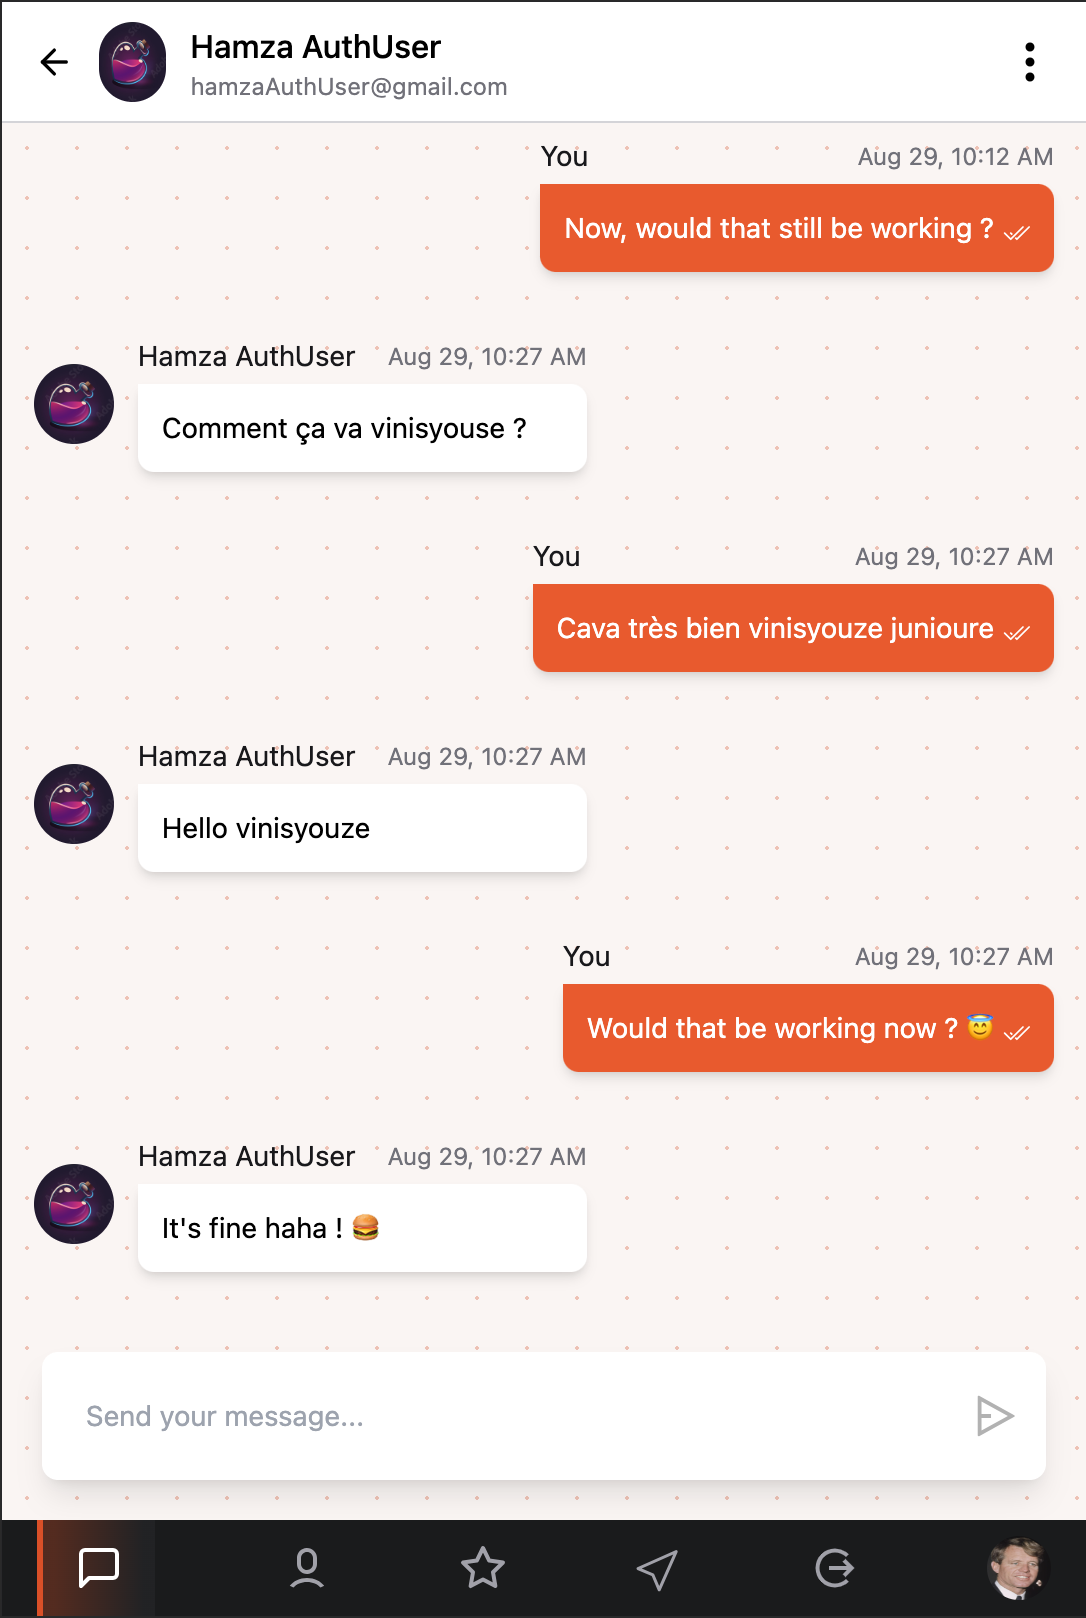 Hamza AuthUser
hamzaAuthUser@gmail.com
You Aug 29, 10:12 AM
Now, would that still be working ?
Hamza AuthUser Aug 29, 10:27 AM
Comment ça va vinisyouse ?
You Aug 29, 10:27 AM
Cava très bien vinisyouze junioure
Hamza AuthUser Aug 29, 10:27 AM
Hello vinisyouze
You Aug 29, 10:27 AM
Would that be working now ? 😇
Hamza AuthUser Aug 29, 10:27 AM
It's fine haha ! 🍔
Send your message...